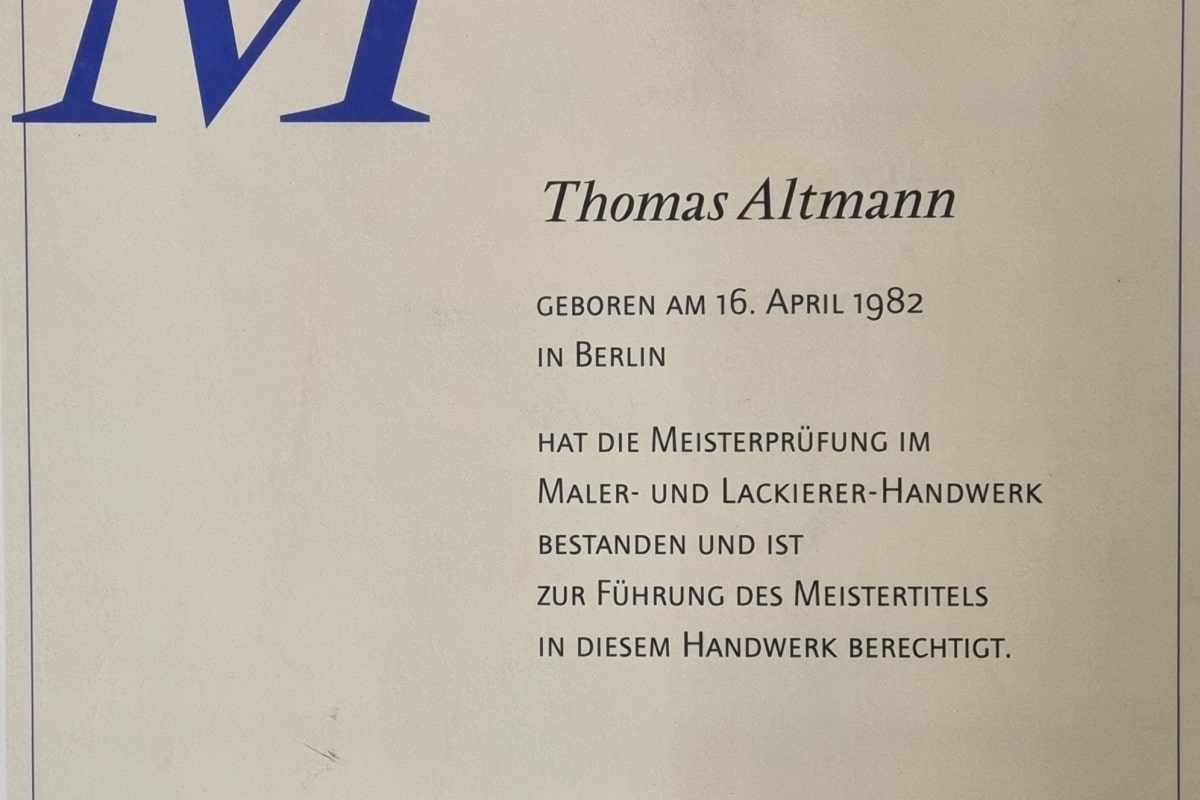 M
Thomas Altmann
GEBOREN AM 16. APRIL 1982
IN BERLIN
HAT DIE MEISTERPRÜFUNG IM
MALER- UND LACKIERER-HANDWERK
BESTANDEN UND IST
ZUR FÜHRUNG DES MEISTERTITELS
IN DIESEM HANDWERK BERECHTIGT.